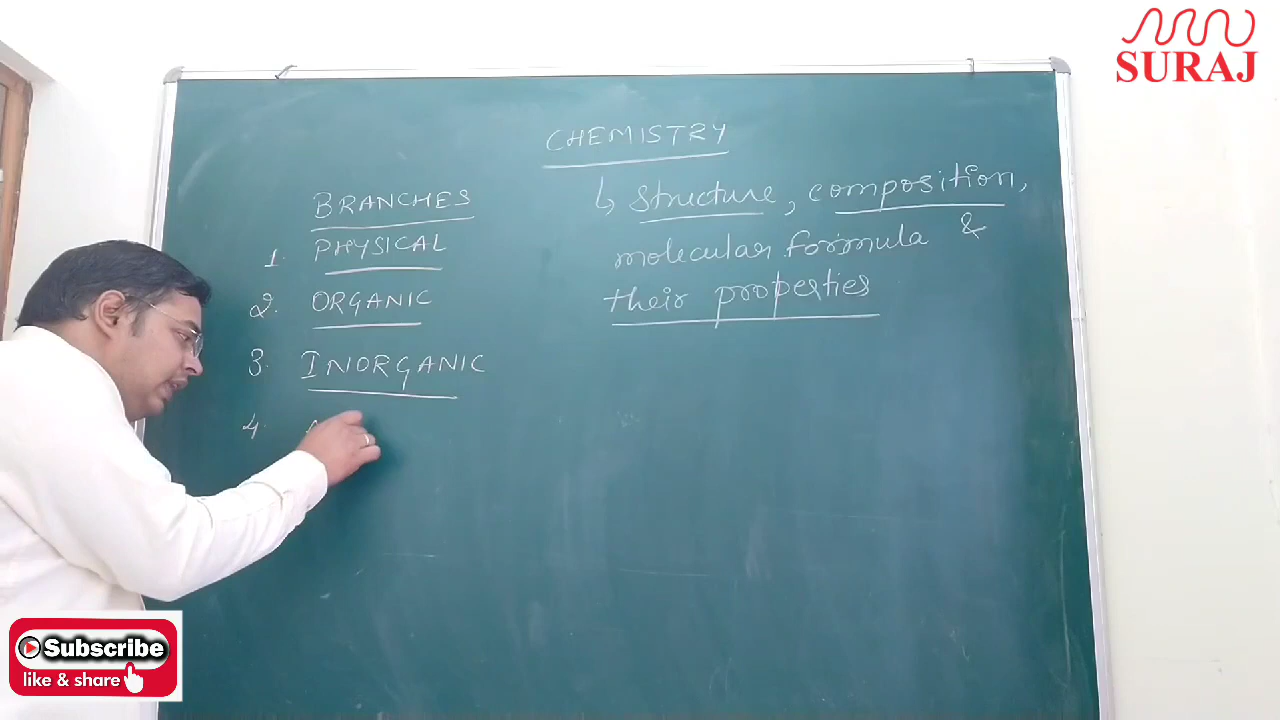 SURAJ
CHEMISTRY
BRANCHES
1. PHYSICAL
2. ORGANIC
3. INORGANIC
4.
↳ Structure, composition,
molecular formula &
their properties
Subscribe
like & share